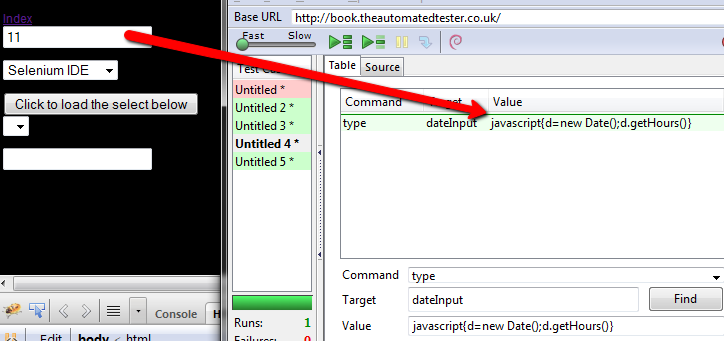 Index
11
Selenium IDE
Click to load the select below
Console
Edit
body < html
Base URL http://book.theautomatedtester.co.uk/
Fast Slow
Table Source
Untitled *
Untitled 2 *
Untitled 3 *
Untitled 4 *
Untitled 5 *
Runs: 1
Failures: 0
Command Target Value
type dateInput javascript{d=new Date();d.getHours()}
Command type
Target dateInput Find
Value javascript{d=new Date();d.getHours()}